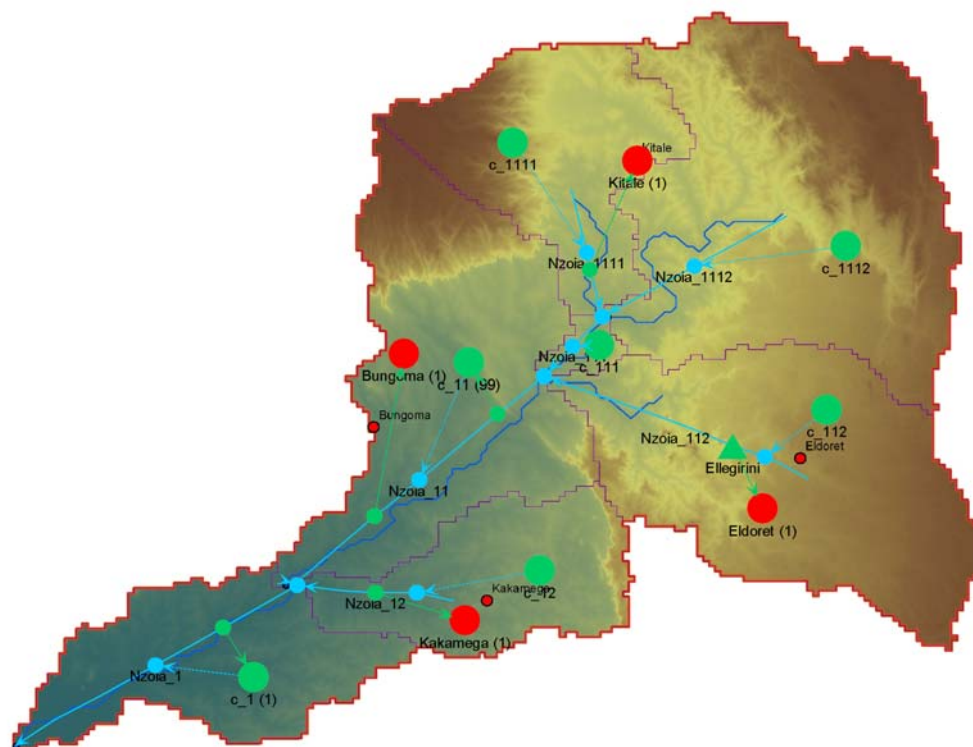 Kitale
c_1111
Kitale (1)
Nzoia_1111
Nzoia_1112
c_1112
c_111
Bungoma (1)
c_11 (99)
Bungoma
c_112
Nzoia_112
Eldoret
Ellegirini
Nzoia_11
Eldoret (1)
c_12
Kakamega
Nzoia_12
Kakamega (1)
Nzoia_1
c_1 (1)